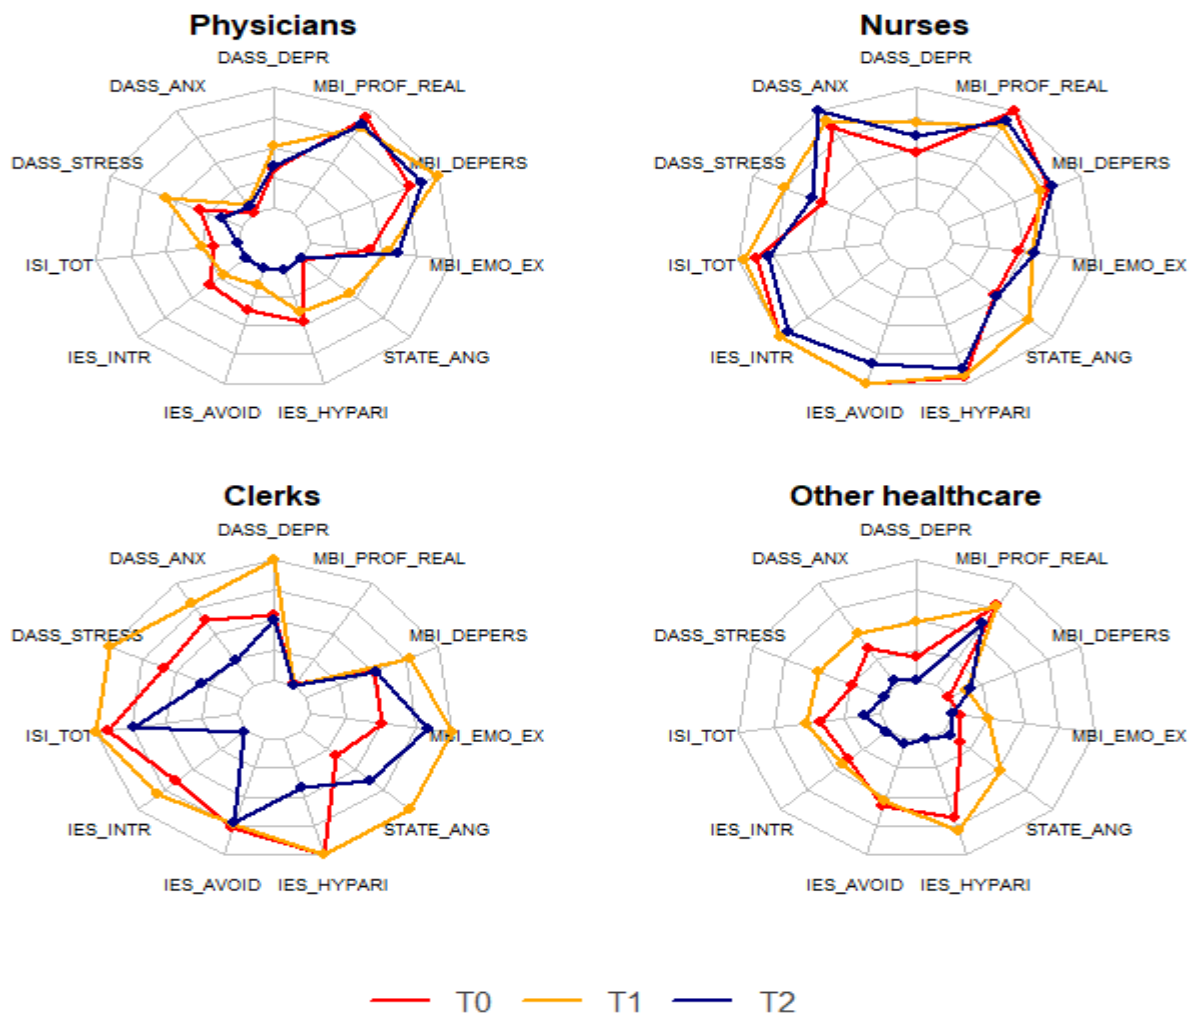 Physicians
DASS_DEPR
DASS_ANX
MBI_PROF_REAL
DASS_STRESS
MBI_DEPERS
ISI_TOT
MBI_EMO_EX
IES_INTR
STATE_ANG
IES_AVOID
IES_HYPARI
Nurses
DASS_DEPR
DASS_ANX
MBI_PROF_REAL
DASS_STRESS
MBI_DEPERS
ISI_TOT
MBI_EMO_EX
IES_INTR
STATE_ANG
IES_AVOID
IES_HYPARI
Clerks
DASS_DEPR
DASS_ANX
MBI_PROF_REAL
DASS_STRESS
MBI_DEPERS
ISI_TOT
MBI_EMO_EX
IES_INTR
STATE_ANG
IES_AVOID
IES_HYPARI
Other healthcare
DASS_DEPR
DASS_ANX
MBI_PROF_REAL
DASS_STRESS
MBI_DEPERS
ISI_TOT
MBI_EMO_EX
IES_INTR
STATE_ANG
IES_AVOID
IES_HYPARI
T0 T1 T2